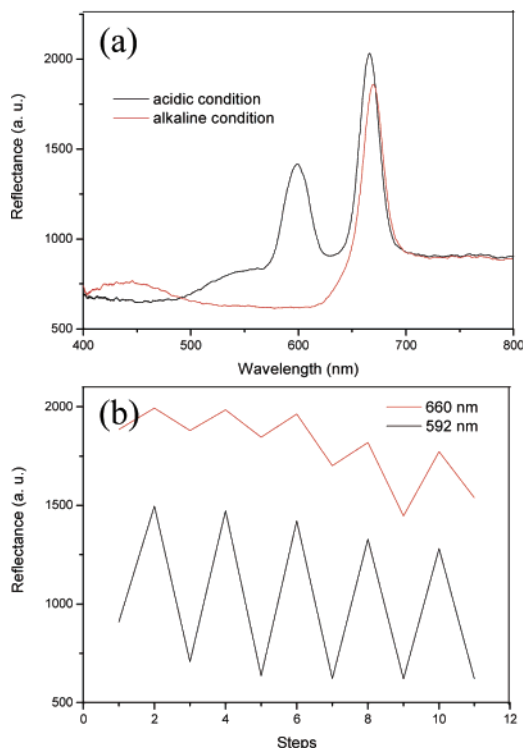 (a)
acidic condition
alkaline condition
Reflectance (a. u.)
2000
1500
1000
500
400
500
600
700
800
Wavelength (nm)
(b)
660 nm
592 nm
Reflectance (a. u.)
2000
1500
1000
500
0
2
4
6
8
10
12
Steps